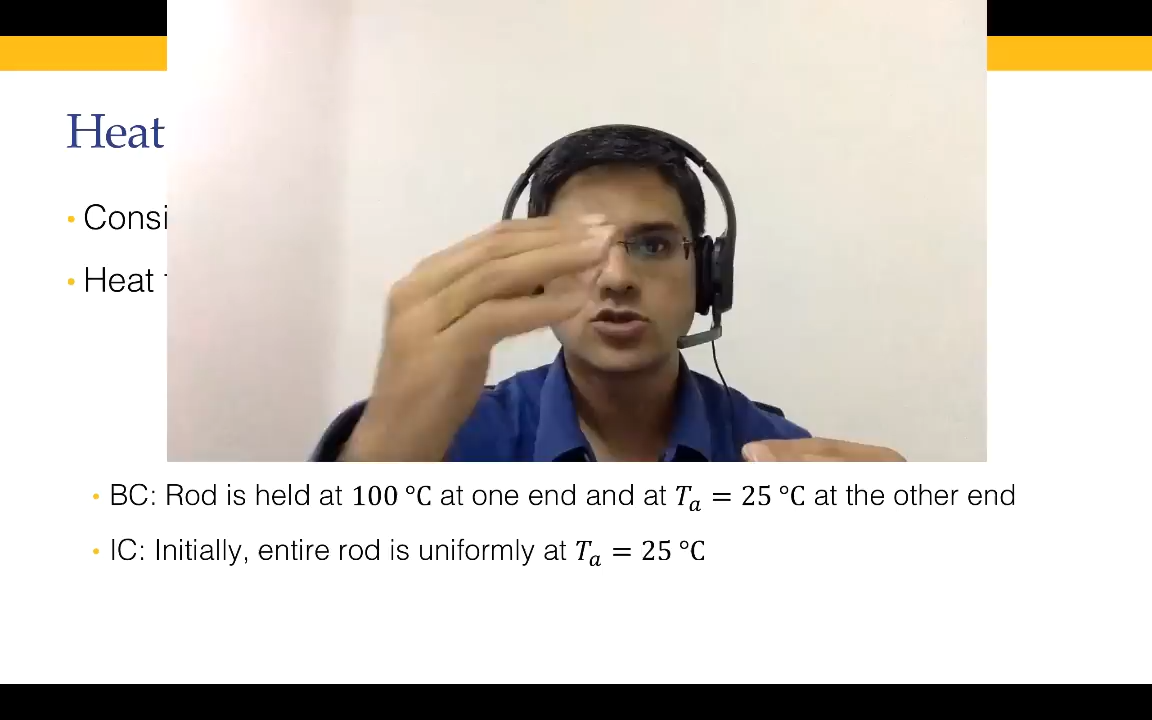 Heat
• Consi
• Heat
• BC: Rod is held at 100 °C at one end and at Tₐ = 25 °C at the other end
• IC: Initially, entire rod is uniformly at Tₐ = 25 °C